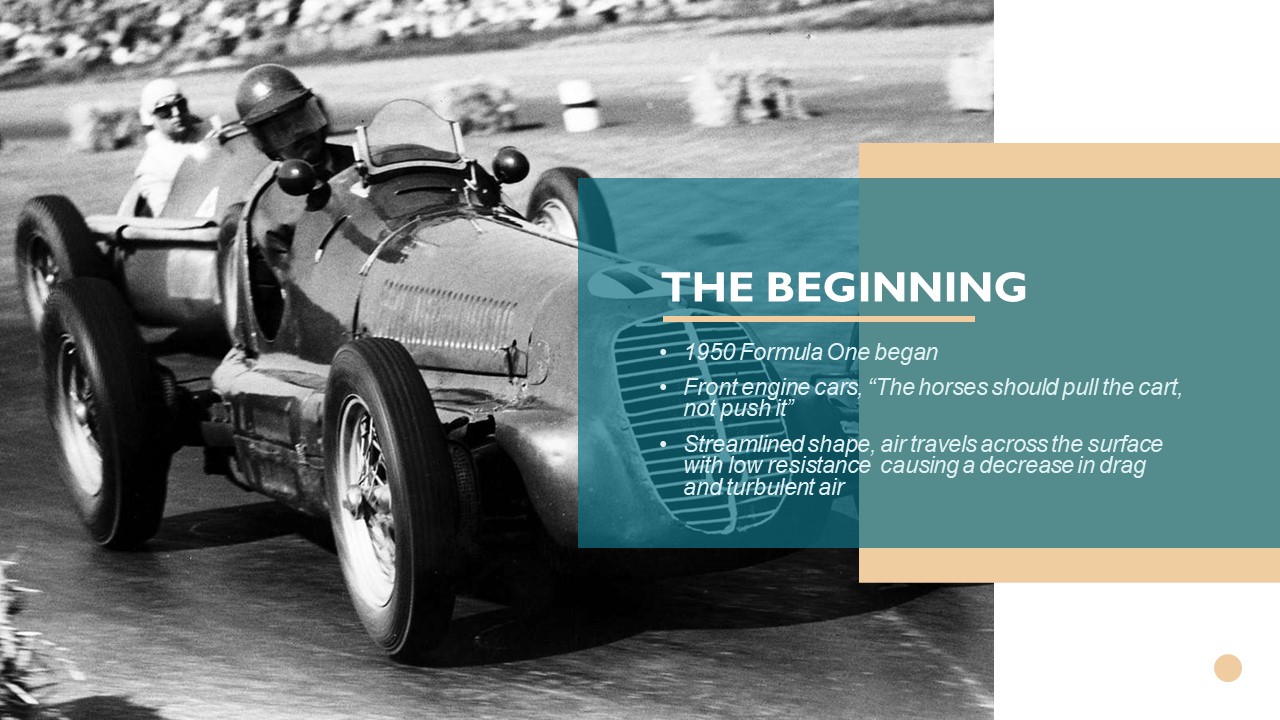 THE BEGINNING
• 1950 Formula One began
• Front engine cars, “The horses should pull the cart,
not push it”
• Streamlined shape, air travels across the surface
with low resistance  causing a decrease in drag
and turbulent air